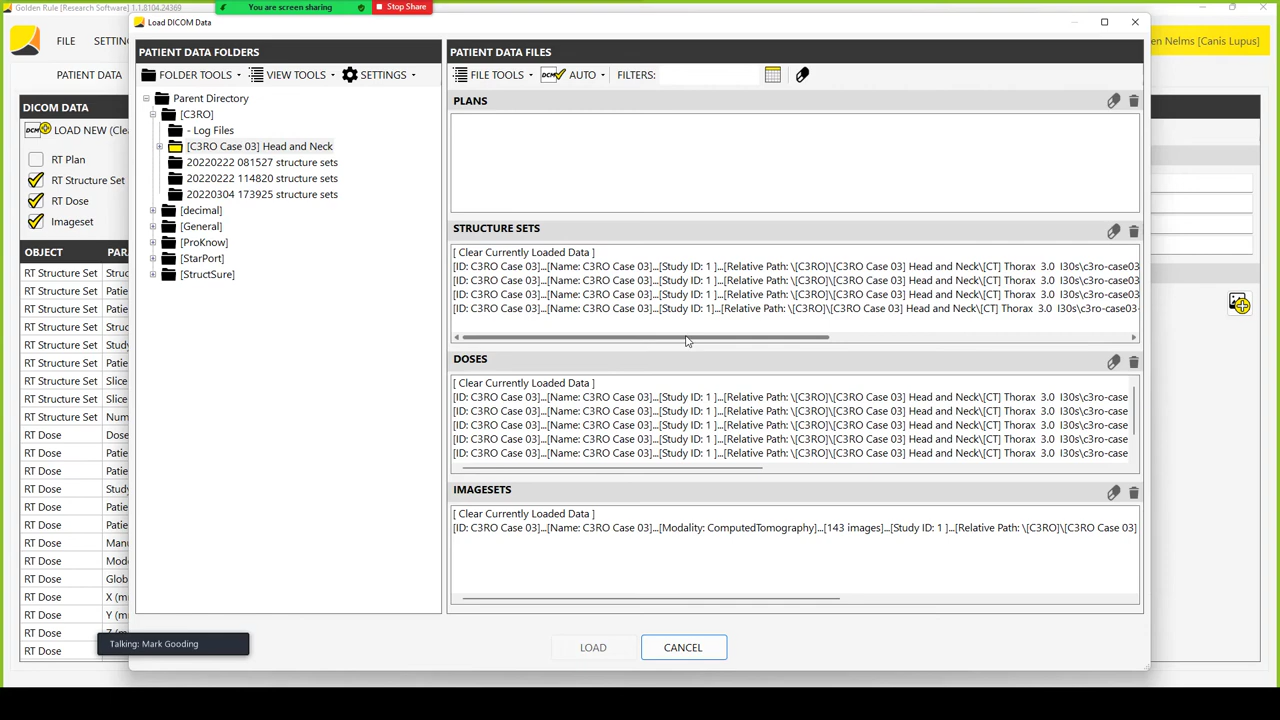 Golden Rule [Research Software] 1.1.8104.24369
You are screen sharing
Stop Share
Load DICOM Data
FILE
SETTIN
en Nelms [Canis Lupus]
PATIENT DATA
DICOM DATA
LOAD NEW (Clea
RT Plan
RT Structure Set
RT Dose
Imageset
OBJECT PARA
RT Structure Set Struc
RT Structure Set Patie
RT Structure Set Patie
RT Structure Set Struc
RT Structure Set Patie
RT Structure Set Patie
RT Structure Set Slice
RT Structure Set Slice
RT Structure Set Num
RT Dose Dose
RT Dose Patie
RT Dose Patie
RT Dose Study
RT Dose Patie
RT Dose Patie
RT Dose Manu
RT Dose Mode
RT Dose Glob
RT Dose X (m
RT Dose Y (m
RT Dose
RT Dose
Talking: Mark Gooding
PATIENT DATA FOLDERS
FOLDER TOOLS
VIEW TOOLS
SETTINGS
Parent Directory
[C3RO]
- Log Files
[C3RO Case 03] Head and Neck
20220222 081527 structure sets
20220222 114820 structure sets
20220304 173925 structure sets
[decimal]
[General]
[ProKnow]
[StarPort]
[StructSure]
PATIENT DATA FILES
FILE TOOLS
DCM
AUTO
FILTERS:
PLANS
STRUCTURE SETS
[ Clear Currently Loaded Data ]
[ID: C3RO Case 03]...[Name: C3RO Case 03]...[Study ID: 1 ]...[Relative Path: \[C3RO]\[C3RO Case 03] Head and Neck\[CT] Thorax 3.0 I30s\c3ro-case03
[ID: C3RO Case 03]...[Name: C3RO Case 03]...[Study ID: 1 ]...[Relative Path: \[C3RO]\[C3RO Case 03] Head and Neck\[CT] Thorax 3.0 I30s\c3ro-case03
[ID: C3RO Case 03]...[Name: C3RO Case 03]...[Study ID: 1 ]...[Relative Path: \[C3RO]\[C3RO Case 03] Head and Neck\[CT] Thorax 3.0 I30s\c3ro-case03
[ID: C3RO Case 03]...[Name: C3RO Case 03]...[Study ID: 1]...[Relative Path: \[C3RO]\[C3RO Case 03] Head and Neck\[CT] Thorax 3.0 I30s\c3ro-case03-
DOSES
[ Clear Currently Loaded Data ]
[ID: C3RO Case 03]...[Name: C3RO Case 03]...[Study ID: 1 ]...[Relative Path: \[C3RO]\[C3RO Case 03] Head and Neck\[CT] Thorax 3.0 I30s\c3ro-case
[ID: C3RO Case 03]...[Name: C3RO Case 03]...[Study ID: 1 ]...[Relative Path: \[C3RO]\[C3RO Case 03] Head and Neck\[CT] Thorax 3.0 I30s\c3ro-case
[ID: C3RO Case 03]...[Name: C3RO Case 03]...[Study ID: 1 ]...[Relative Path: \[C3RO]\[C3RO Case 03] Head and Neck\[CT] Thorax 3.0 I30s\c3ro-case
[ID: C3RO Case 03]...[Name: C3RO Case 03]...[Study ID: 1 ]...[Relative Path: \[C3RO]\[C3RO Case 03] Head and Neck\[CT] Thorax 3.0 I30s\c3ro-case
[ID: C3RO Case 03]...[Name: C3RO Case 03]...[Study ID: 1 ]...[Relative Path: \[C3RO]\[C3RO Case 03] Head and Neck\[CT] Thorax 3.0 I30s\c3ro-case
IMAGESETS
[ Clear Currently Loaded Data ]
[ID: C3RO Case 03]...[Name: C3RO Case 03]...[Modality: ComputedTomography]...[143 images]...[Study ID: 1 ]...[Relative Path: \[C3RO]\[C3RO Case 03]
LOAD
CANCEL